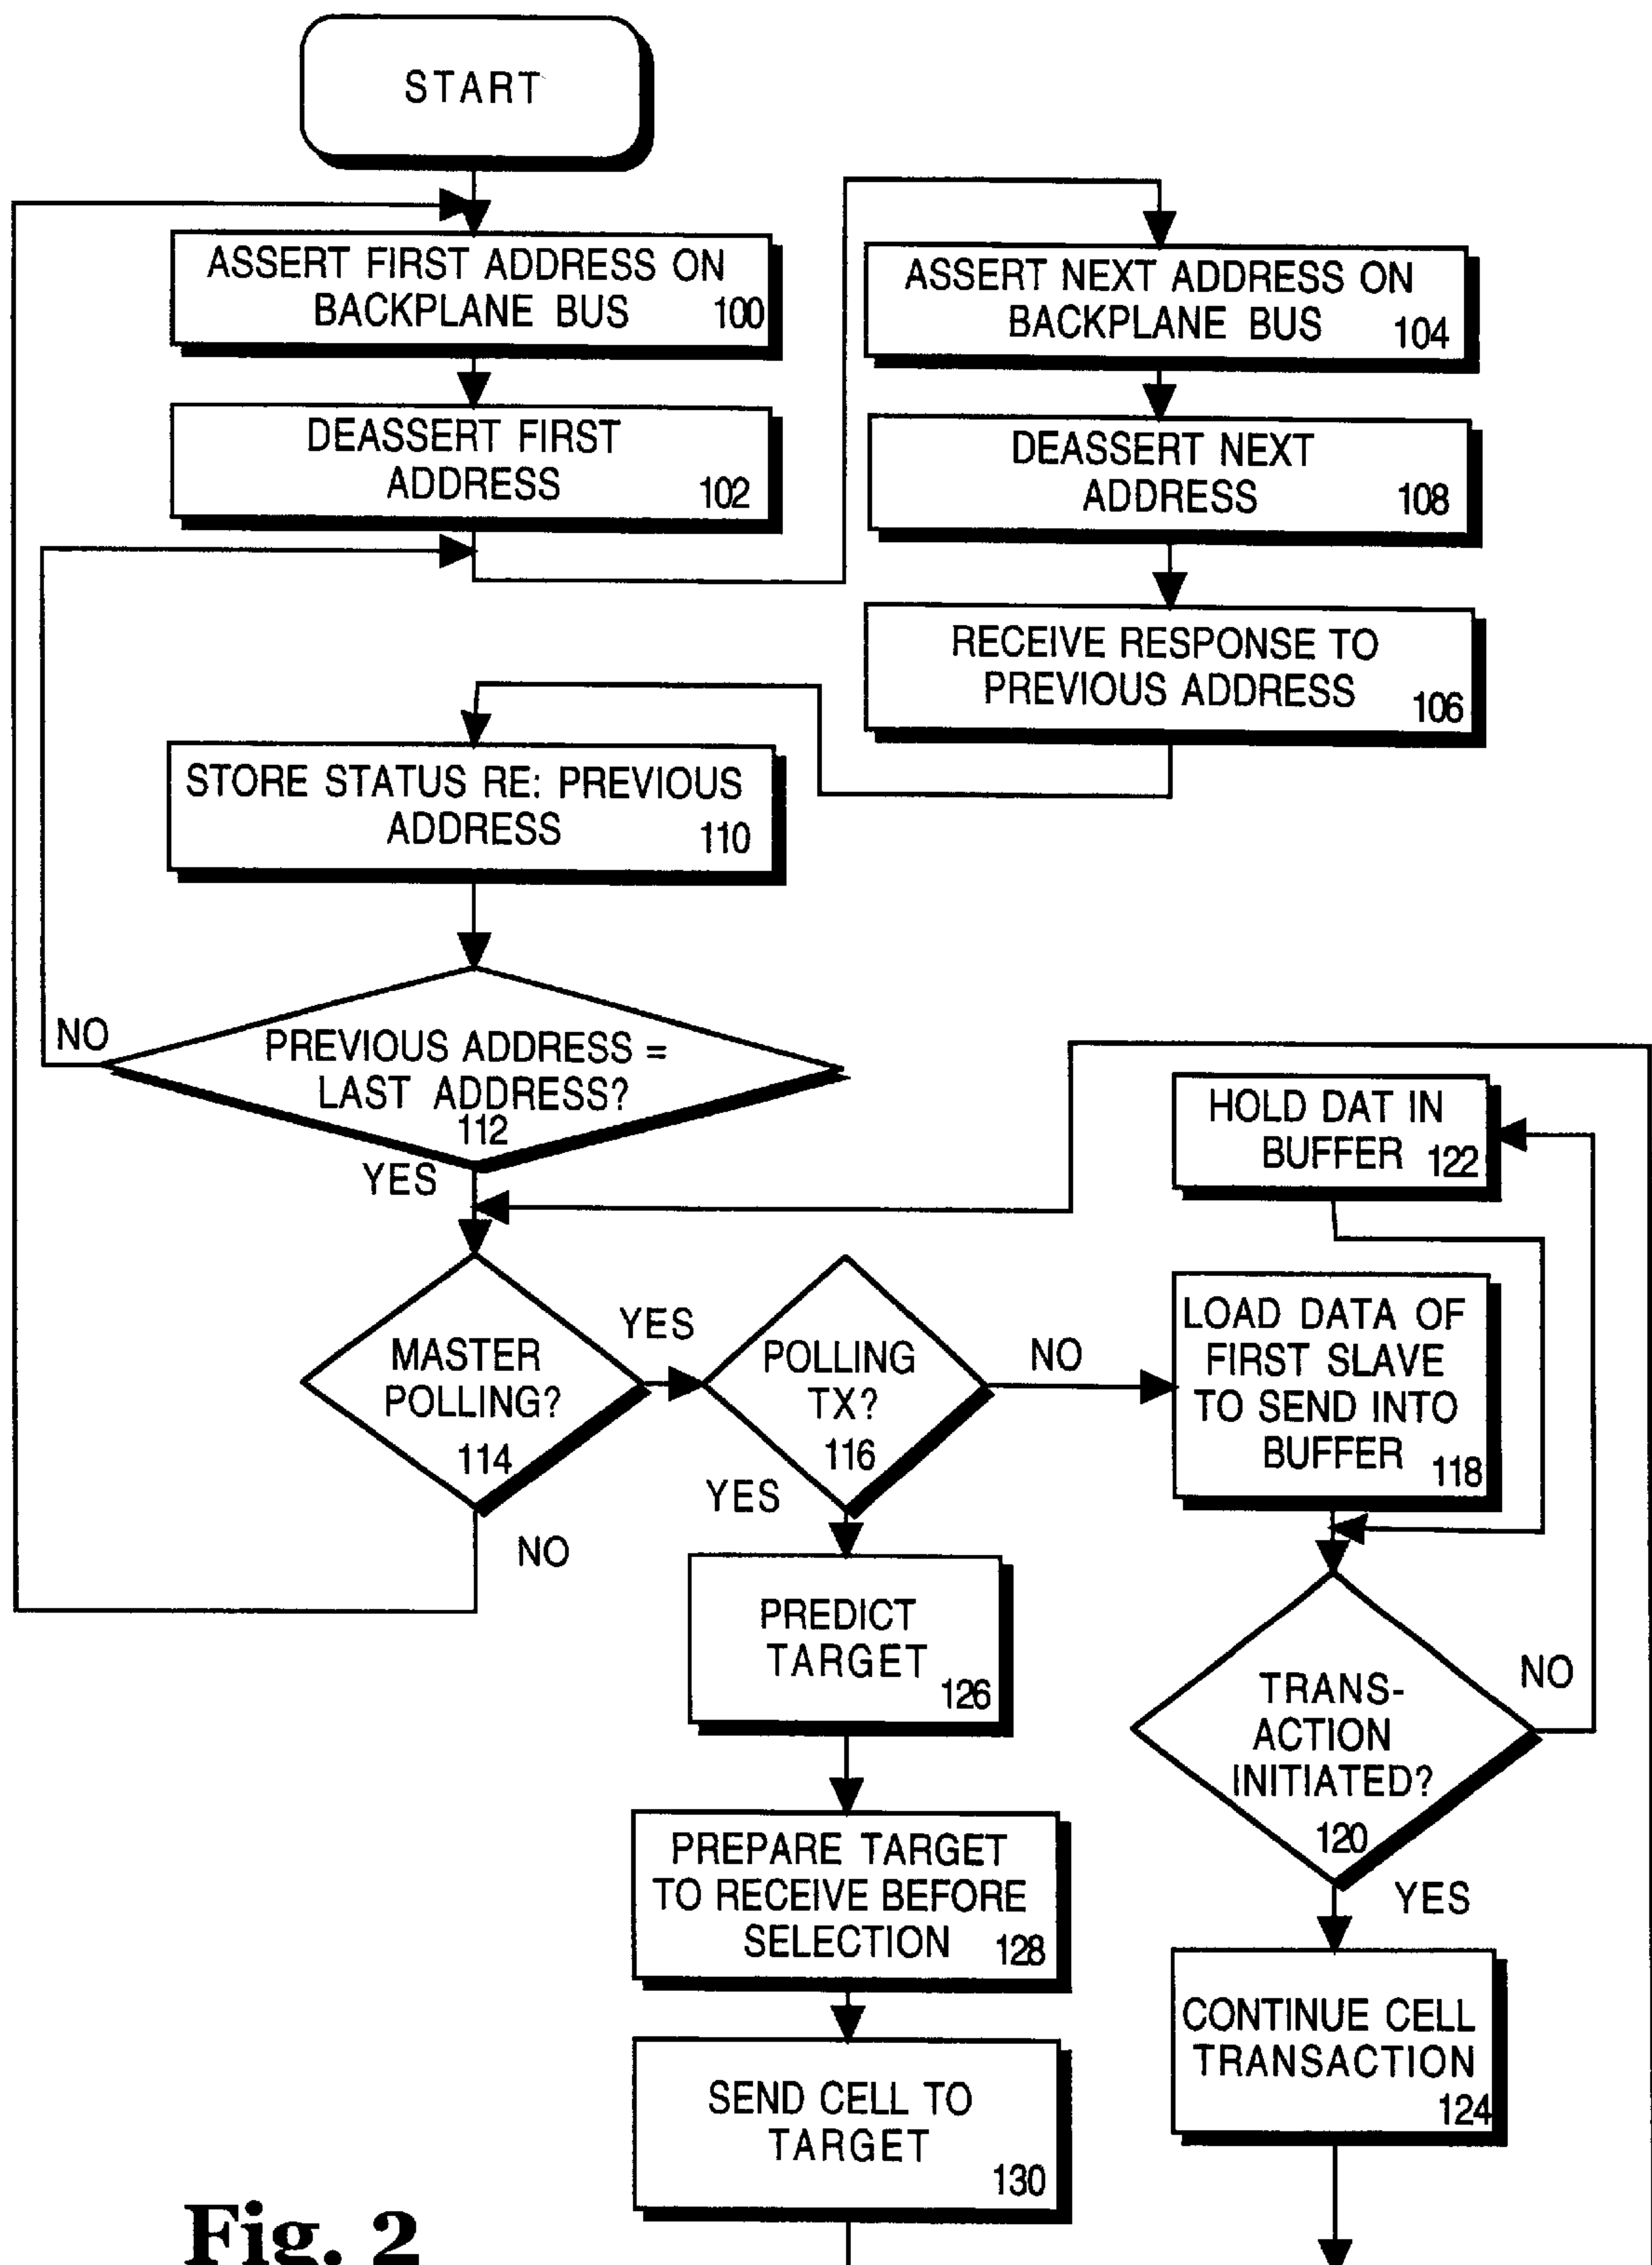 START
ASSERT FIRST ADDRESS ON
BACKPLANE BUS 100
DEASSERT FIRST
ADDRESS 102
ASSERT NEXT ADDRESS ON
BACKPLANE BUS 104
DEASSERT NEXT
ADDRESS 108
RECEIVE RESPONSE TO
PREVIOUS ADDRESS 106
STORE STATUS RE: PREVIOUS
ADDRESS 110
PREVIOUS ADDRESS =
LAST ADDRESS?
112
NO
YES
MASTER
POLLING?
114
YES
NO
POLLING
TX?
116
NO
YES
HOLD DAT IN
BUFFER 122
LOAD DATA OF
FIRST SLAVE
TO SEND INTO
BUFFER 118
TRANS-
ACTION
INITIATED?
120
NO
YES
CONTINUE CELL
TRANSACTION
124
PREDICT
TARGET
126
PREPARE TARGET
TO RECEIVE BEFORE
SELECTION 128
SEND CELL TO
TARGET
130
Fig. 2